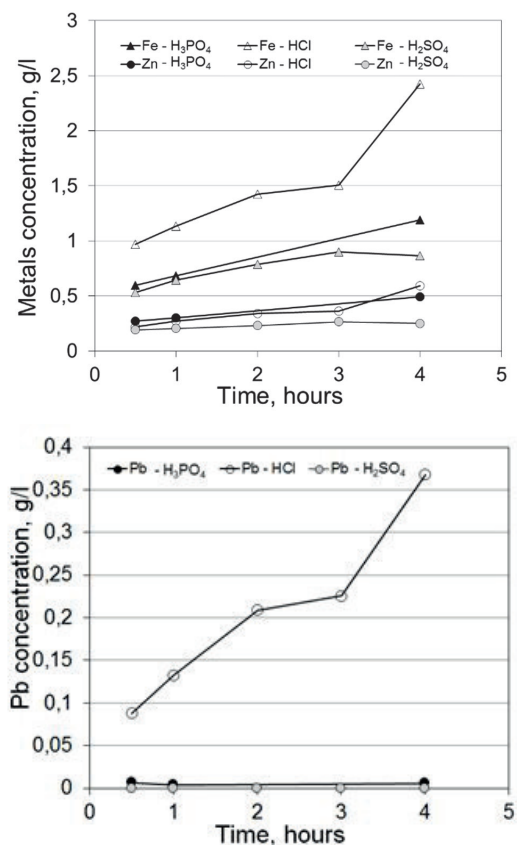 3
Fe - H₃PO₄ Fe - HCl Fe - H₂SO₄
Zn - H₃PO₄ Zn - HCl Zn - H₂SO₄
2,5
2
1,5
1
0,5
0
0 1 2 3 4 5
Metals concentration, g/l
Time, hours
0,4
Pb - H₃PO₄ Pb - HCl Pb - H₂SO₄
0,35
0,3
0,25
0,2
0,15
0,1
0,05
0
0 1 2 3 4 5
Pb concentration, g/l
Time, hours